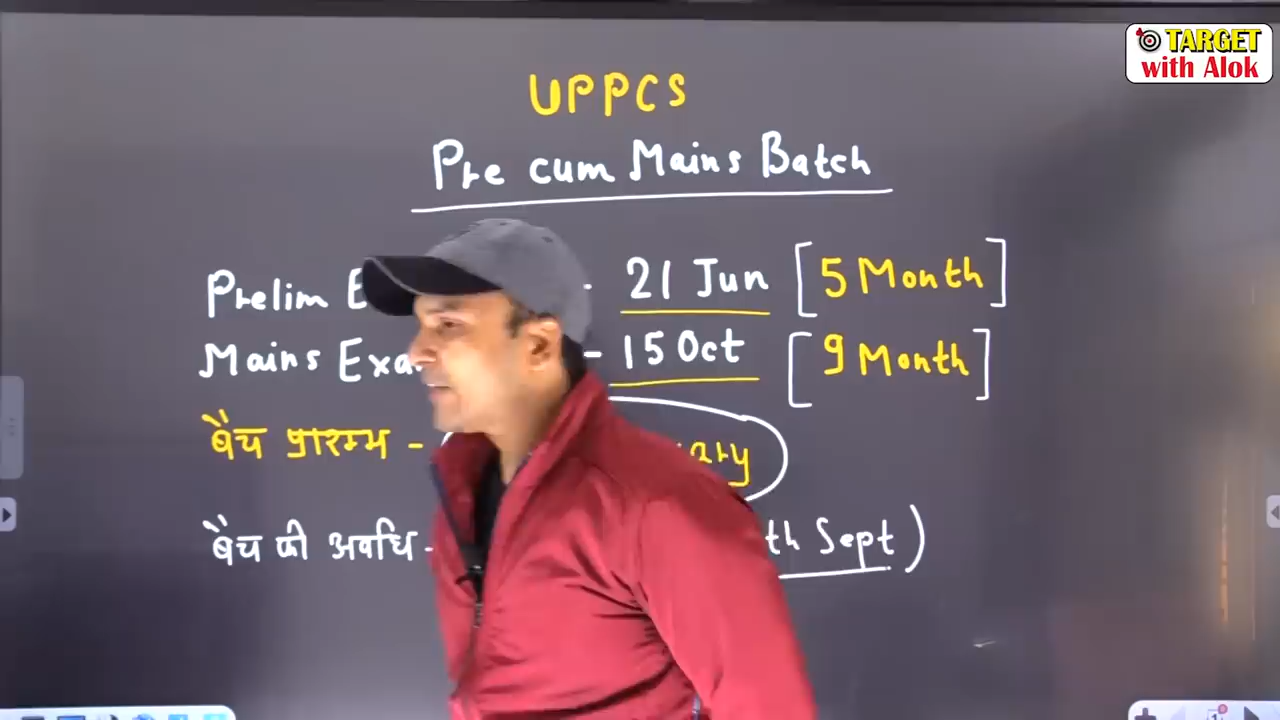 TARGET
with Alok
UPPCS
Pre cum Mains Batch
Prelim - 21 Jun [5 Month]
Mains - 15 Oct [9 Month]
बैच प्रारम्भ -
बैच की अवधि - th Sept)